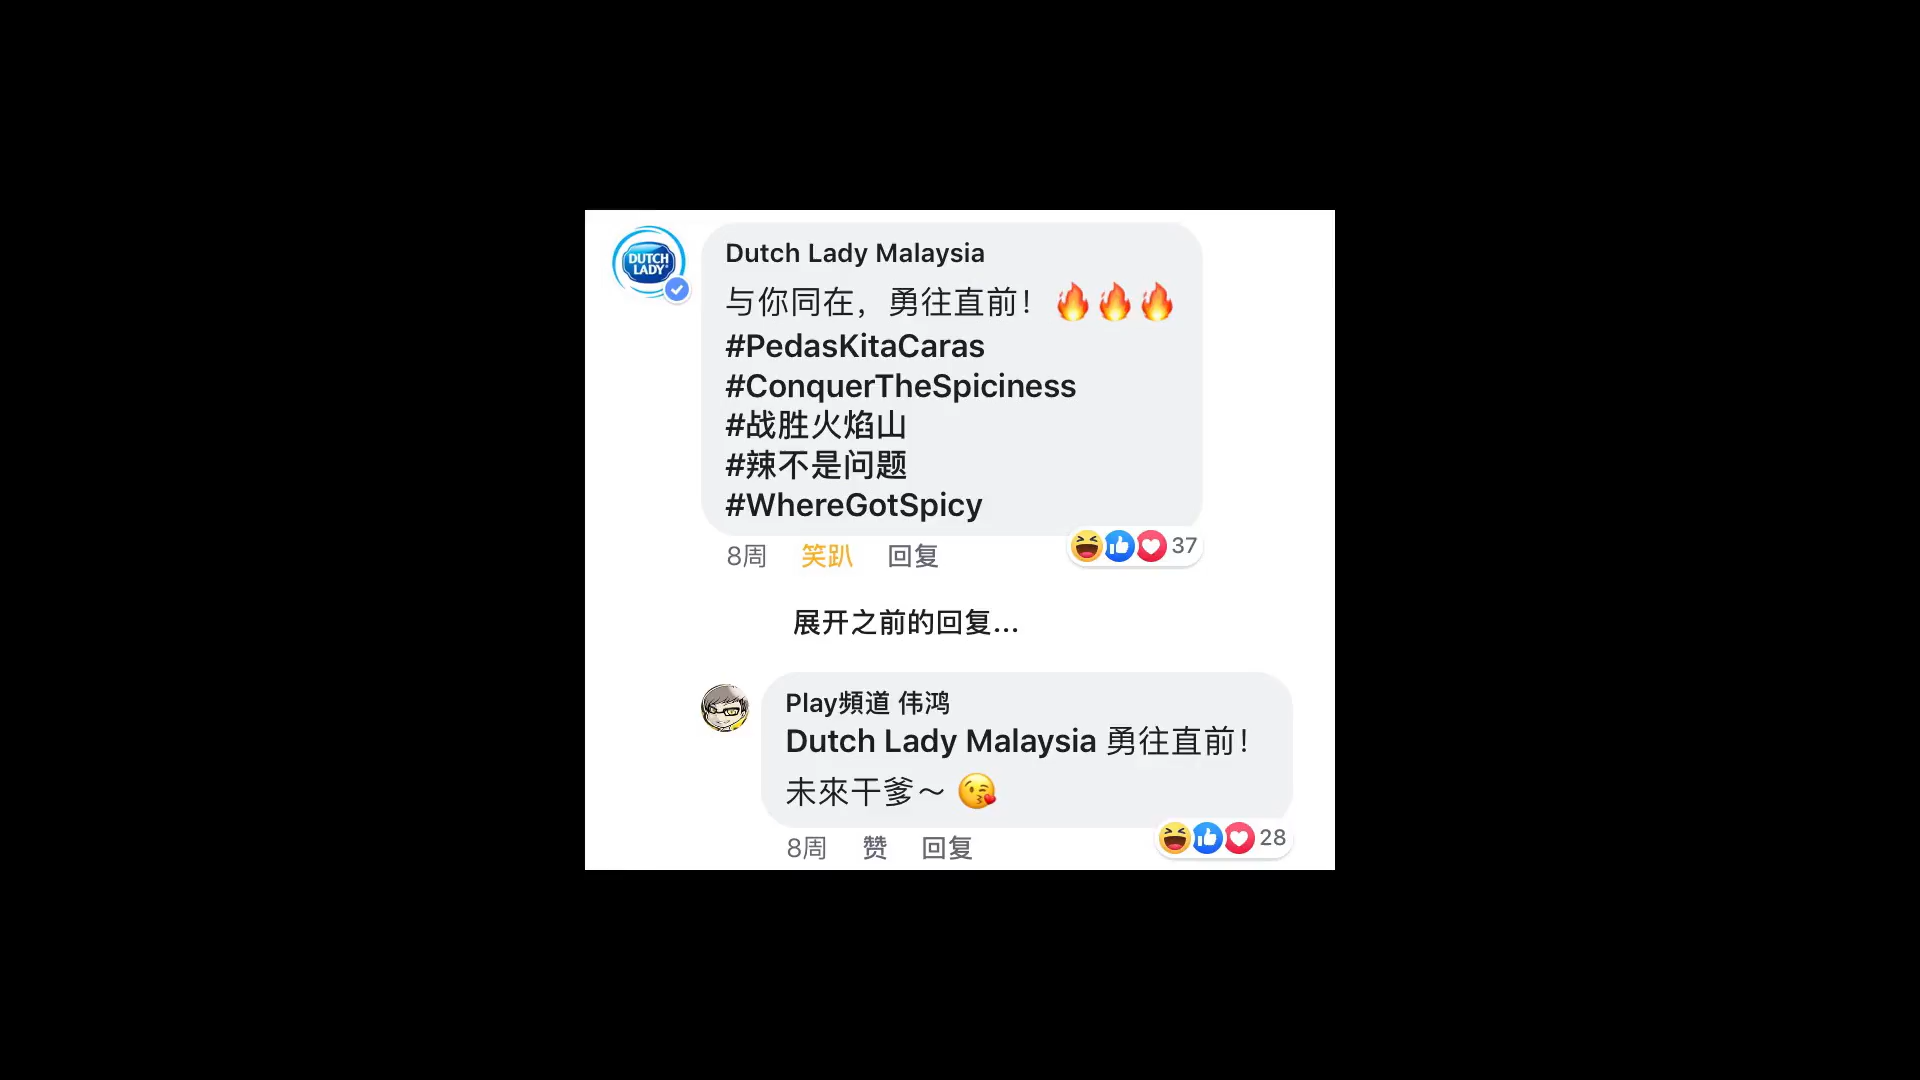 DUTCH
LADY
Dutch Lady Malaysia
与你同在，勇往直前！🔥🔥🔥
#PedasKitaCaras
#ConquerTheSpiciness
#战胜火焰山
#辣不是问题
#WhereGotSpicy
8周 笑趴 回复 37
展开之前的回复...
Play頻道 伟鸿
Dutch Lady Malaysia 勇往直前！
未來干爹～ 😘
8周 赞 回复 28